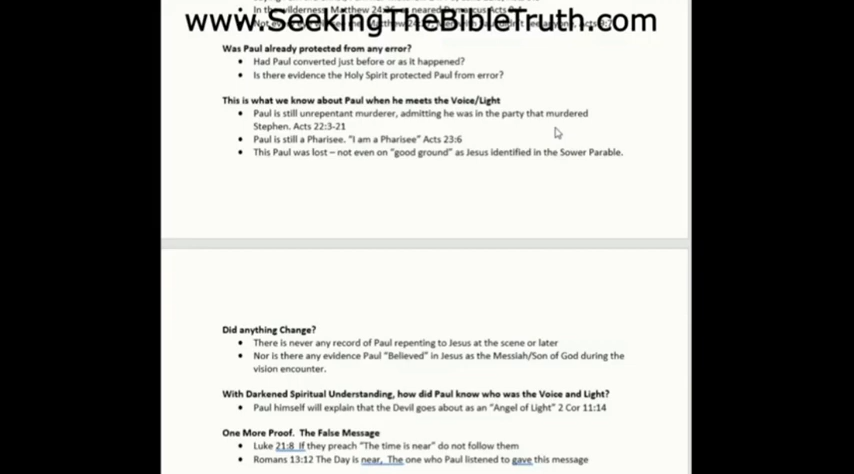 www.SeekingTheBibleTruth.com
Was Paul already protected from any error?
• Had Paul converted just before or as it happened?
• Is there evidence the Holy Spirit protected Paul from error?
This is what we know about Paul when he meets the Voice/Light
• Paul is still unrepentant murderer, admitting he was in the party that murdered
Stephen. Acts 22:3-21
• Paul is still a Pharisee. "I am a Pharisee" Acts 23:6
• This Paul was lost – not even on "good ground" as Jesus identified in the Sower Parable.
Did anything Change?
• There is never any record of Paul repenting to Jesus at the scene or later
• Nor is there any evidence Paul "Believed" in Jesus as the Messiah/Son of God during the
vision encounter.
With Darkened Spiritual Understanding, how did Paul know who was the Voice and Light?
• Paul himself will explain that the Devil goes about as an "Angel of Light" 2 Cor 11:14
One More Proof.  The False Message
• Luke 21:8  If they preach "The time is near" do not follow them
• Romans 13:12 The Day is near,  The one who Paul listened to gave this message